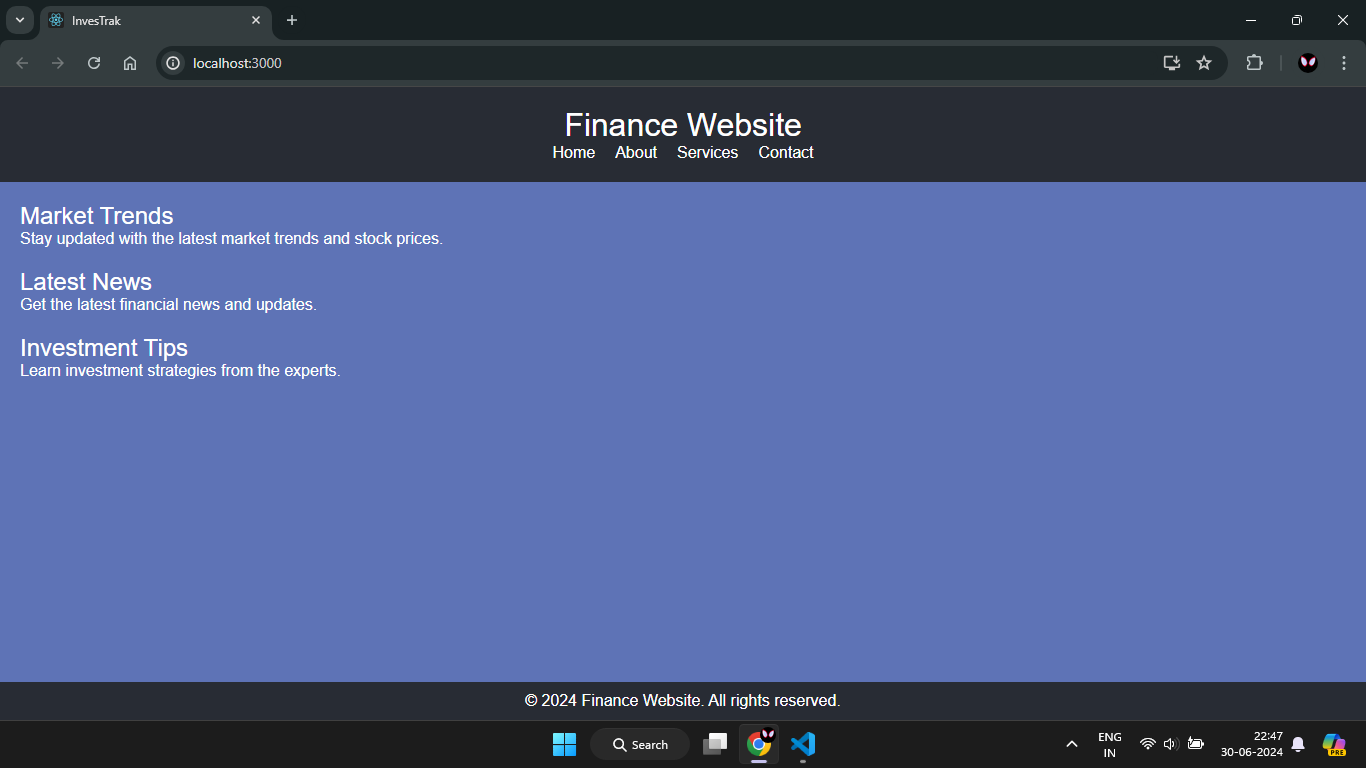 InvesTrak
localhost:3000
Finance Website
Home About Services Contact
Market Trends
Stay updated with the latest market trends and stock prices.
Latest News
Get the latest financial news and updates.
Investment Tips
Learn investment strategies from the experts.
© 2024 Finance Website. All rights reserved.
Search
ENG
IN
22:47
30-06-2024
PRE